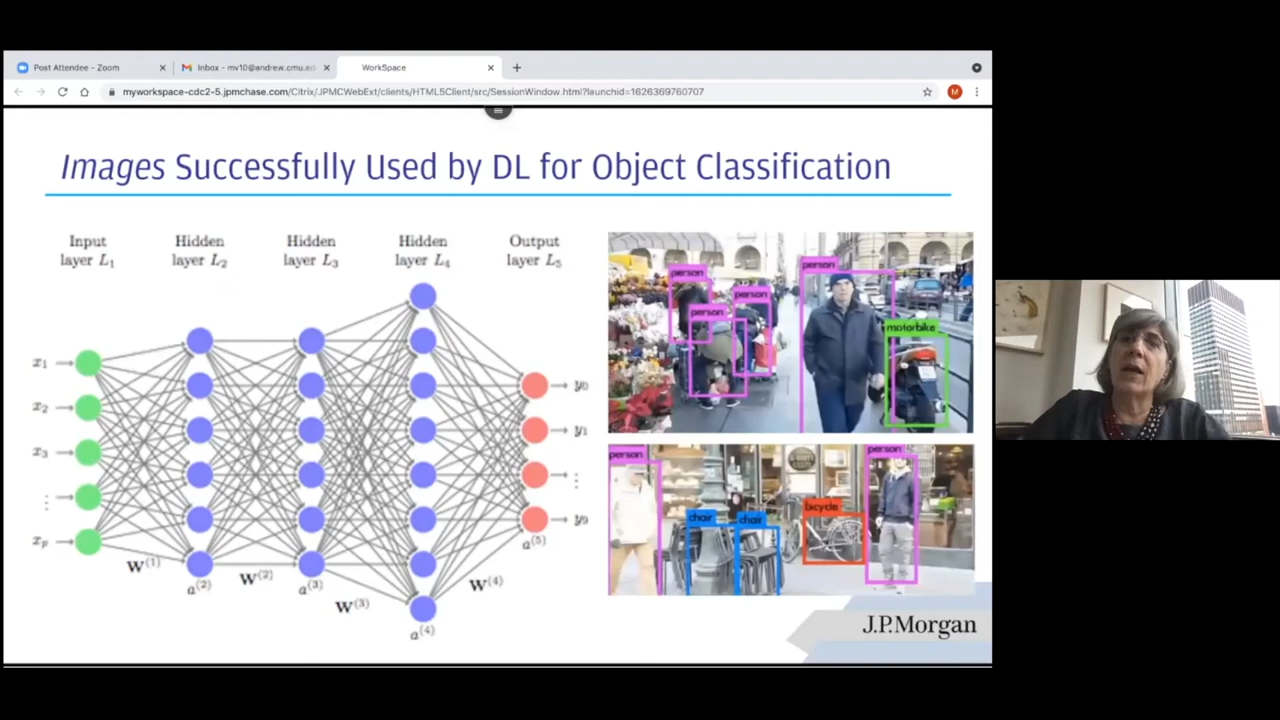 Post Attendee - Zoom
Inbox - mv10@andrew.cmu.ed
WorkSpace
myworkspace-cdc2-5.jpmchase.com/Citrix/JPMCWebExt/clients/HTML5Client/src/SessionWindow.html?launchid=1626369760707
M
Images Successfully Used by DL for Object Classification
Input layer L₁
Hidden layer L₂
Hidden layer L₃
Hidden layer L₄
Output layer L₅
x₁
x₂
x₃
⋮
xₚ
W⁽¹⁾
a⁽²⁾
W⁽²⁾
a⁽³⁾
W⁽³⁾
a⁽⁴⁾
W⁽⁴⁾
a⁽⁵⁾
y₀
y₁
⋮
y₉
person
person
person
person
motorbike
person
chair
chair
bicycle
person
J.P.Morgan